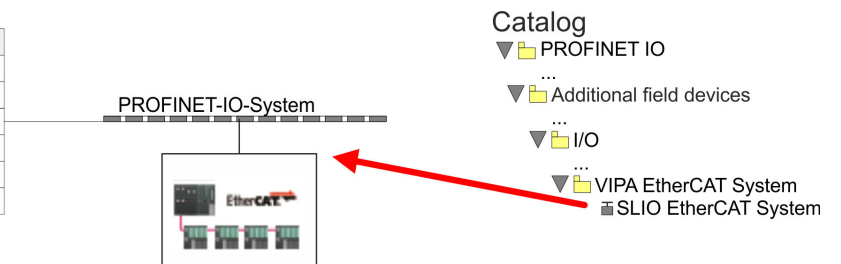 Catalog
PROFINET IO
...
Additional field devices
...
I/O
...
VIPA EtherCAT System
SLIO EtherCAT System
PROFINET-IO-System
EtherCAT